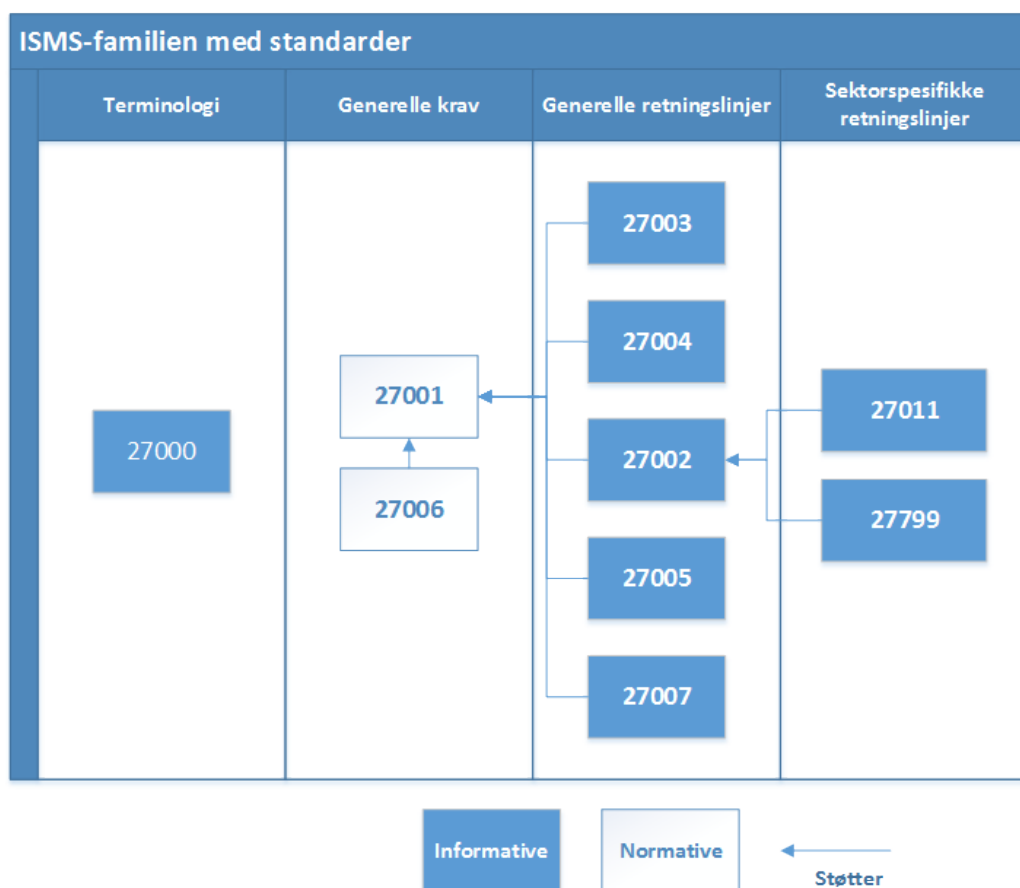 ISMS-familien med standarder
Terminologi
Generelle krav
Generelle retningslinjer
Sektorspesifikke
retningslinjer
27000
27001
27006
27003
27004
27002
27005
27007
27011
27799
Informative
Normative
Støtter